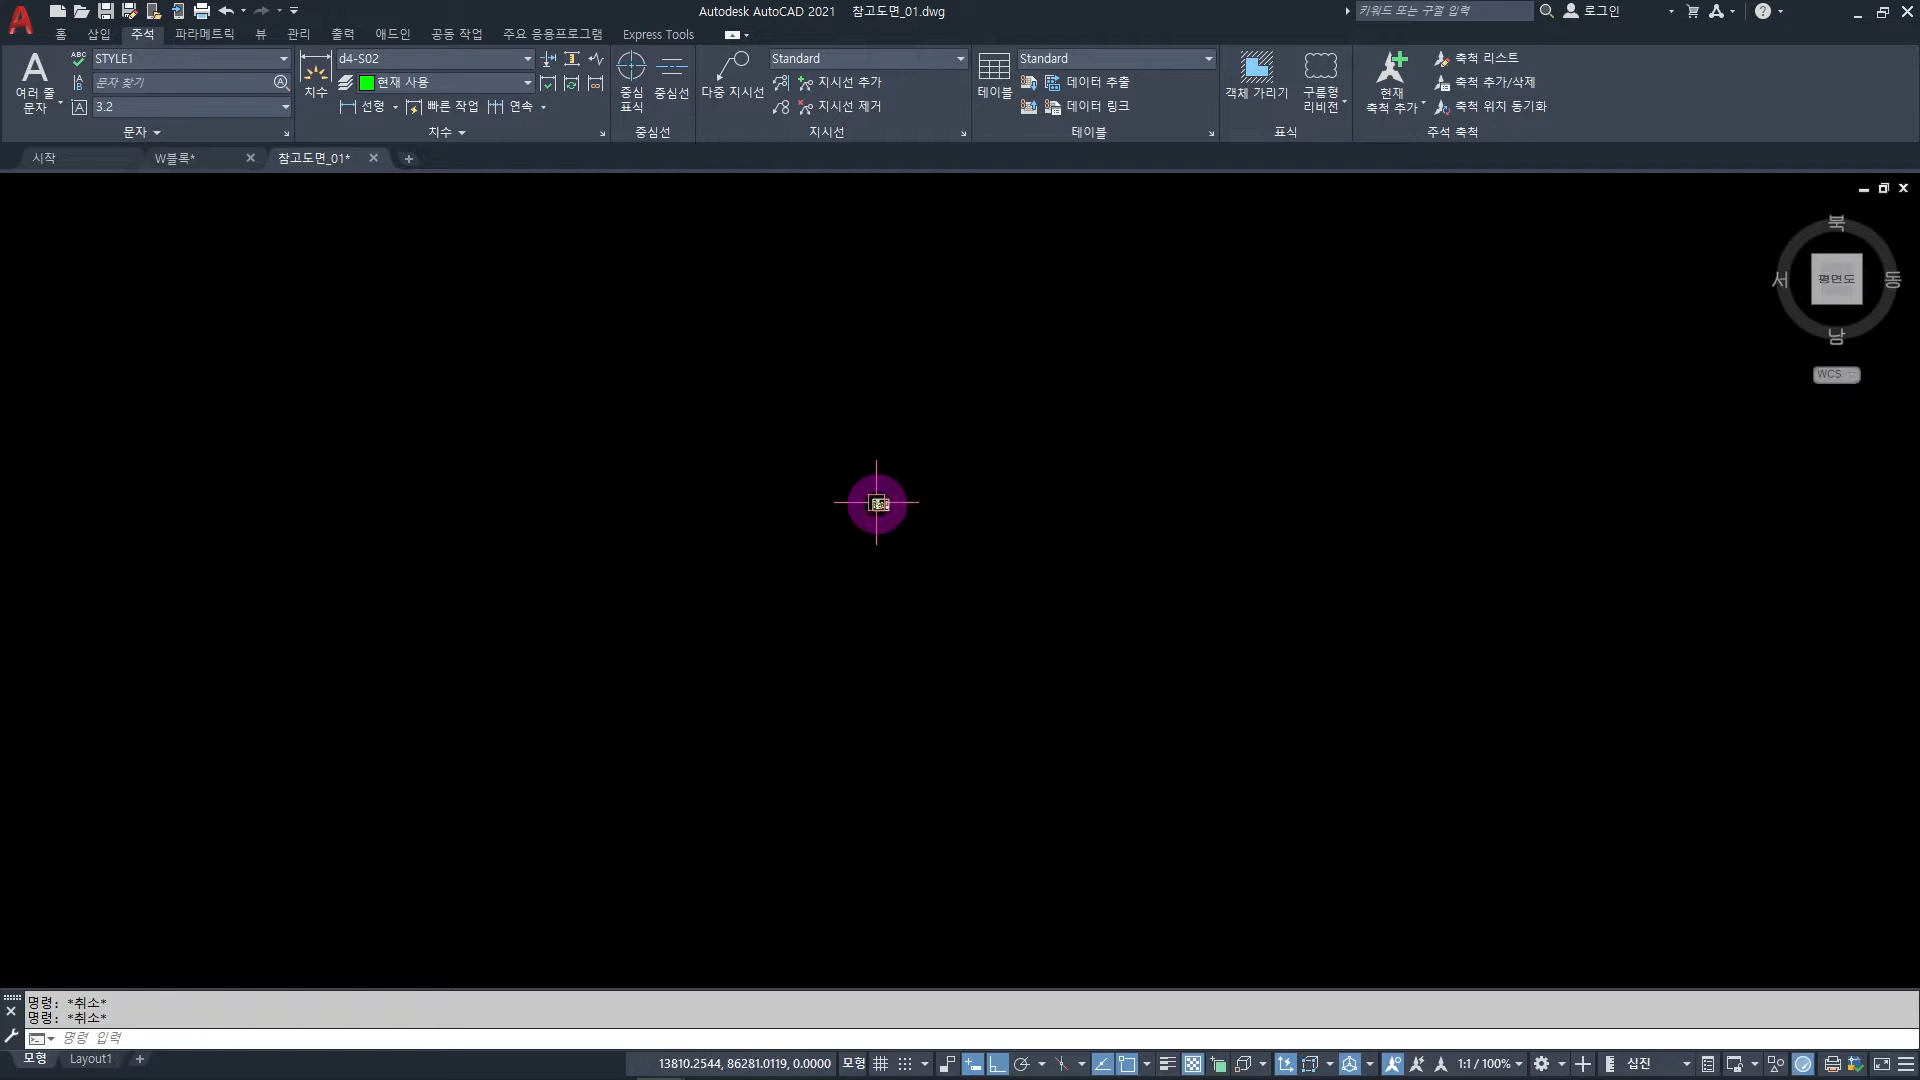 Autodesk AutoCAD 2021 참고도면_01.dwg
키워드 또는 구절 입력
로그인
홈 삽입 주석 파라메트릭 뷰 관리 출력 애드인 공동 작업 주요 응용프로그램 Express Tools
여러 줄
문자
STYLE1
문자 찾기
3.2
문자
치수
d4-S02
현재 사용
선형 빠른 작업 연속
치수
중심
표식
중심선
중심선
다중 지시선
Standard
지시선 추가
지시선 제거
지시선
테이블
Standard
데이터 추출
데이터 링크
테이블
객체 가리기
구름형
리비전
표식
현재
축척 추가
축척 리스트
축척 추가/삭제
축척 위치 동기화
주석 축척
시작 W블록* 참고도면_01*
북
서 평면도 동
남
WCS
명령: *취소*
명령: *취소*
명령 입력
모형 Layout1
13810.2544, 86281.0119, 0.0000 모형 1:1 / 100% 십진